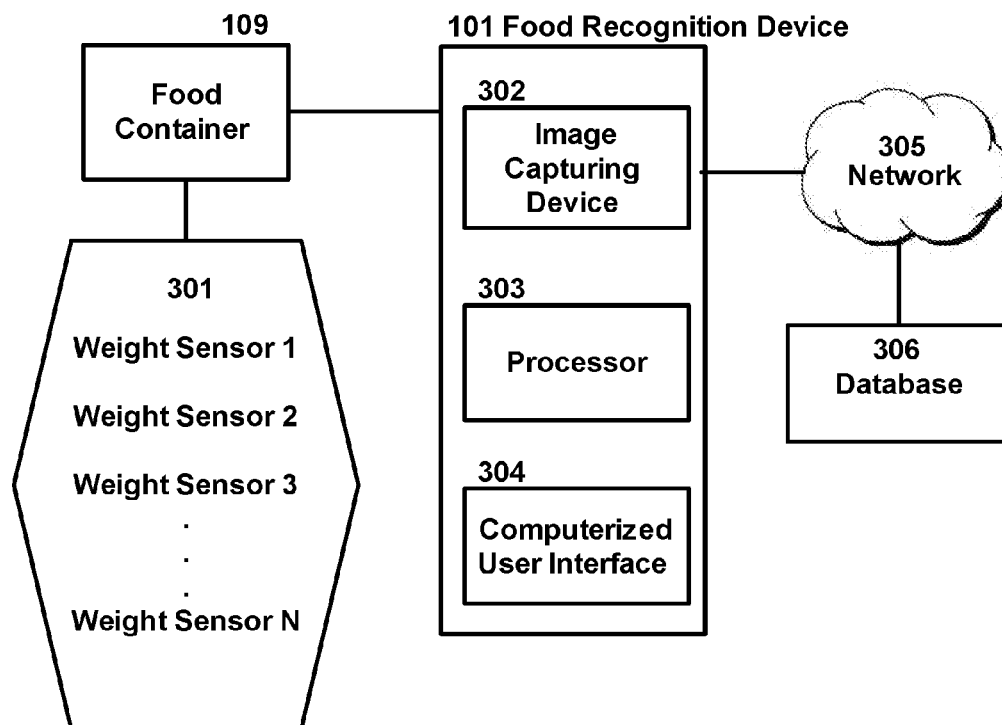 109
Food
Container
301
Weight Sensor 1
Weight Sensor 2
Weight Sensor 3
.
.
.
Weight Sensor N
101 Food Recognition Device
302
Image
Capturing
Device
303
Processor
304
Computerized
User Interface
305
Network
306
Database